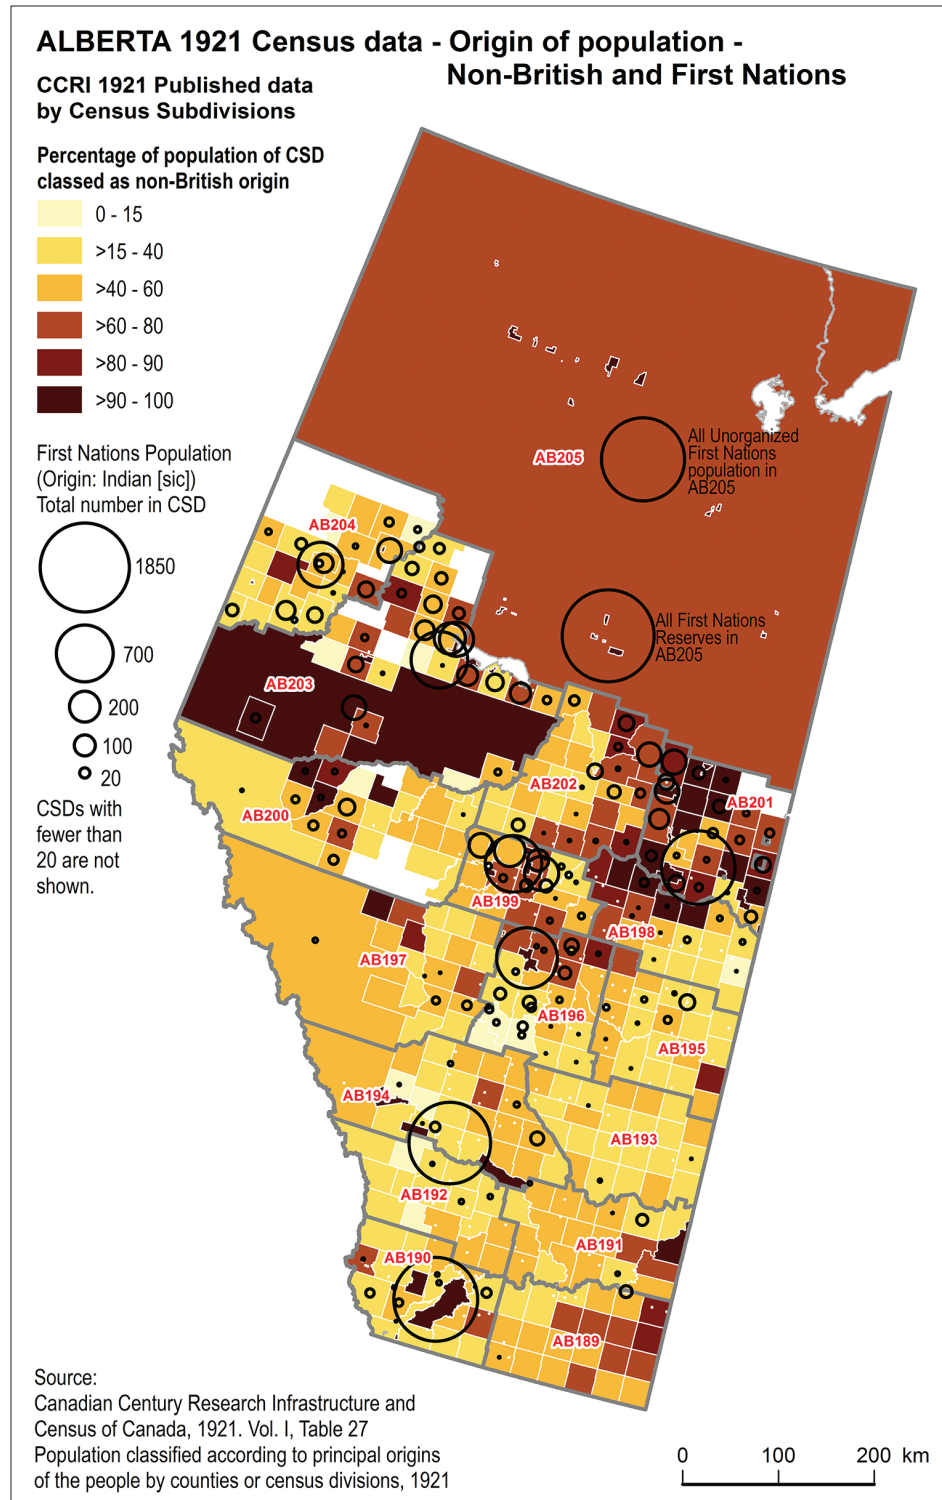 ALBERTA 1921 Census data - Origin of population -
Non-British and First Nations
CCRI 1921 Published data
by Census Subdivisions
Percentage of population of CSD
classed as non-British origin
0 - 15
>15 - 40
>40 - 60
>60 - 80
>80 - 90
>90 - 100
First Nations Population
(Origin: Indian [sic])
Total number in CSD
1850
700
200
100
20
CSDs with
fewer than
20 are not
shown.
AB205
All Unorganized
First Nations
population in
AB205
AB204
All First Nations
Reserves in
AB205
AB203
AB202
AB201
AB200
AB199
AB198
AB197
AB196
AB195
AB194
AB193
AB192
AB191
AB190
AB189
Source:
Canadian Century Research Infrastructure and
Census of Canada, 1921. Vol. I, Table 27
Population classified according to principal origins
of the people by counties or census divisions, 1921
0 100 200 km